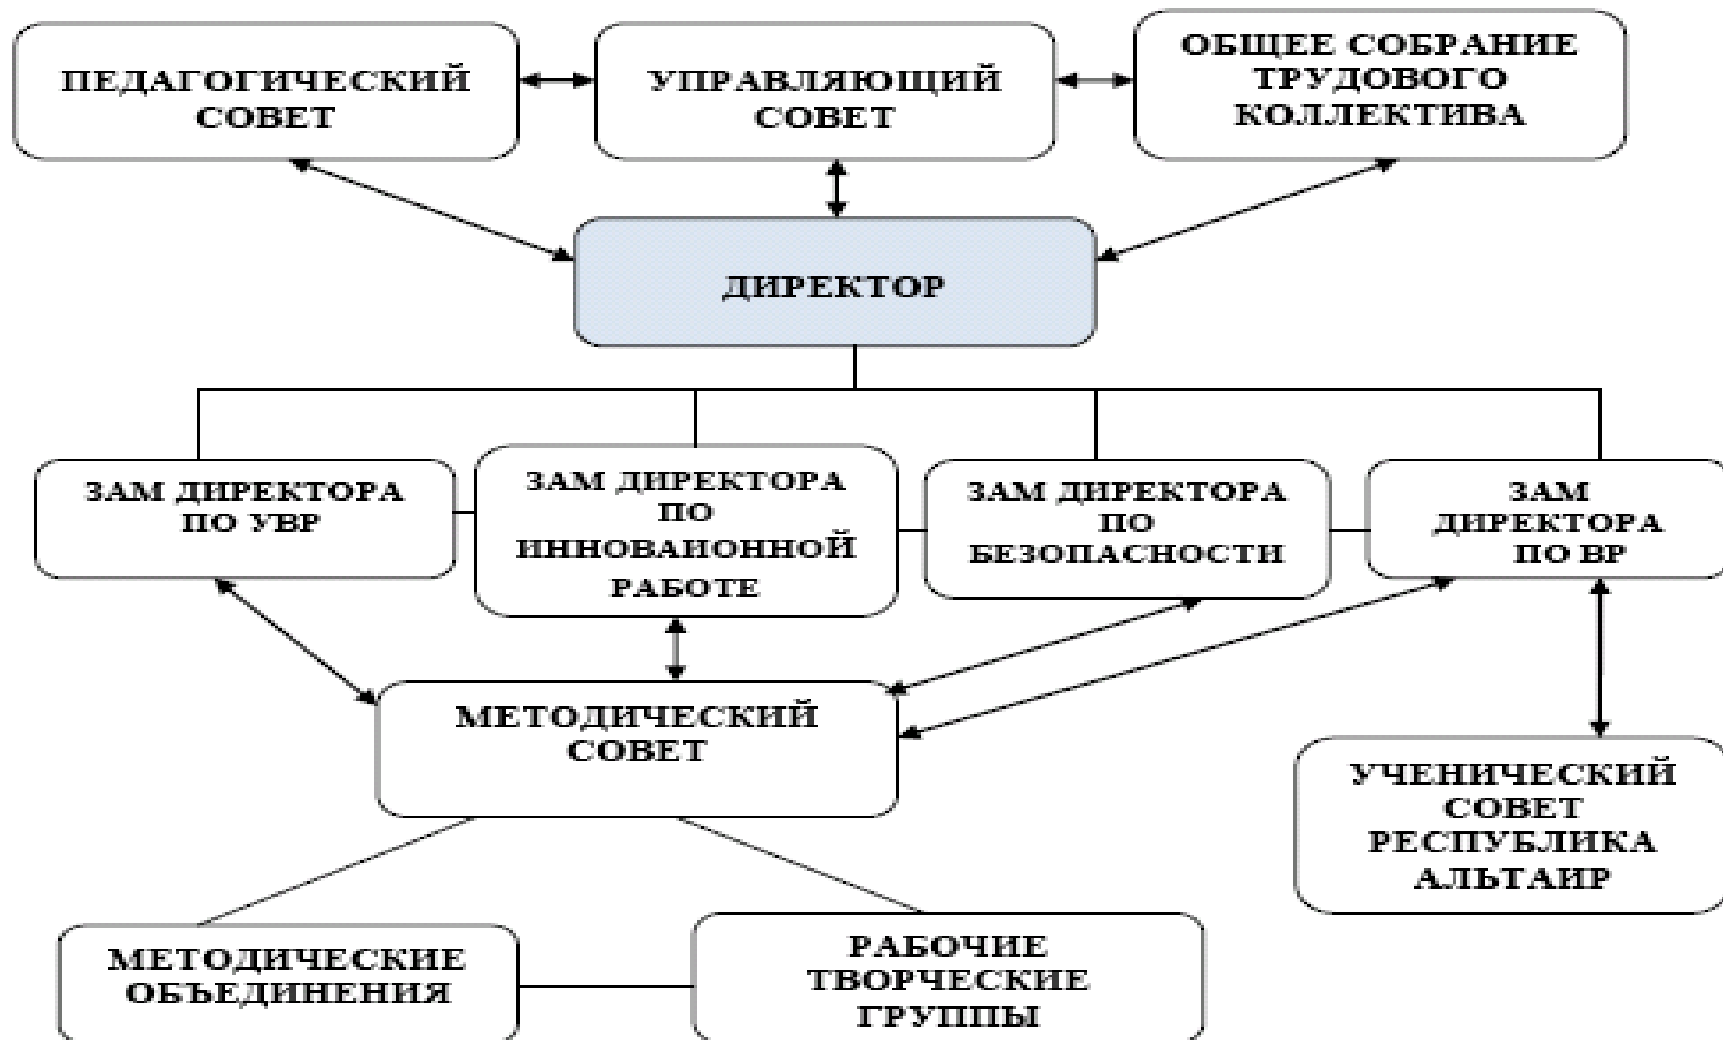 ПЕДАГОГИЧЕСКИЙ
СОВЕТ
УПРАВЛЯЮЩИЙ
СОВЕТ
ОБЩЕЕ СОБРАНИЕ
ТРУДОВОГО
КОЛЛЕКТИВА
ДИРЕКТОР
ЗАМ ДИРЕКТОРА
ПО УВР
ЗАМ ДИРЕКТОРА
ПО
ИННОВАИОННОЙ
РАБОТЕ
ЗАМ ДИРЕКТОРА
ПО
БЕЗОПАСНОСТИ
ЗАМ
ДИРЕКТОРА
ПО ВР
МЕТОДИЧЕСКИЙ
СОВЕТ
УЧЕНИЧЕСКИЙ
СОВЕТ
РЕСПУБЛИКА
АЛЬТАИР
МЕТОДИЧЕСКИЕ
ОБЪЕДИНЕНИЯ
РАБОЧИЕ
ТВОРЧЕСКИЕ
ГРУППЫ